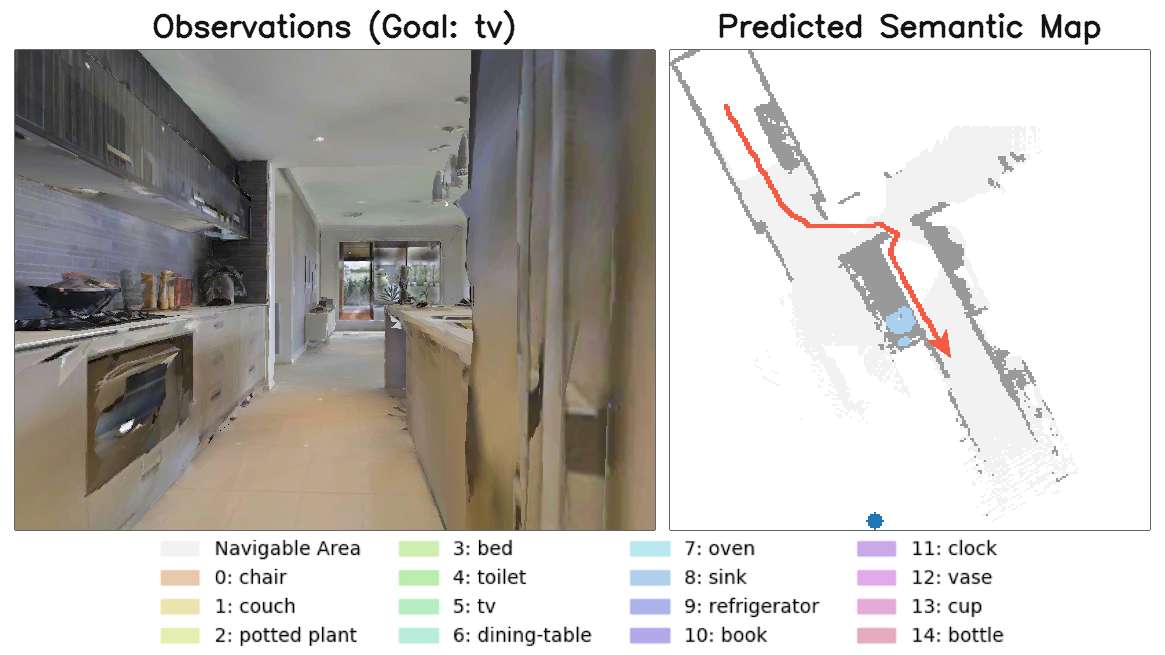 Observations (Goal: tv)
Predicted Semantic Map
Navigable Area
0: chair
1: couch
2: potted plant
3: bed
4: toilet
5: tv
6: dining-table
7: oven
8: sink
9: refrigerator
10: book
11: clock
12: vase
13: cup
14: bottle